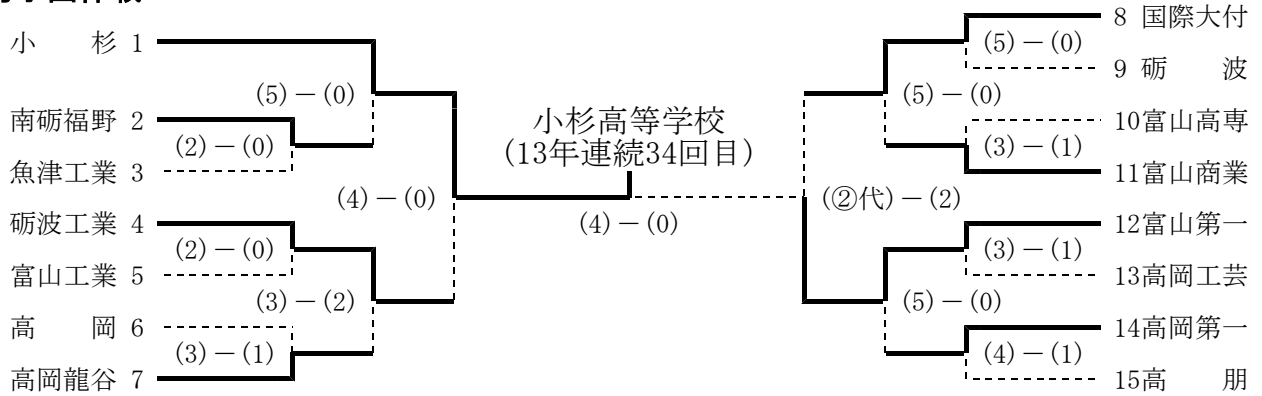 小　　杉 1
(5)－(0)
南砺福野 2
(2)－(0)
魚津工業 3
(4)－(0)
砺波工業 4
(2)－(0)
富山工業 5
(3)－(2)
高　　岡 6
(3)－(1)
高岡龍谷 7
小杉高等学校
(13年連続34回目)
(4)－(0)
8 国際大付
(5)－(0)
9 砺　　波
(5)－(0)
10富山高専
(3)－(1)
11富山商業
(②代)－(2)
12富山第一
(3)－(1)
13高岡工芸
(5)－(0)
14高岡第一
(4)－(1)
15高　　朋